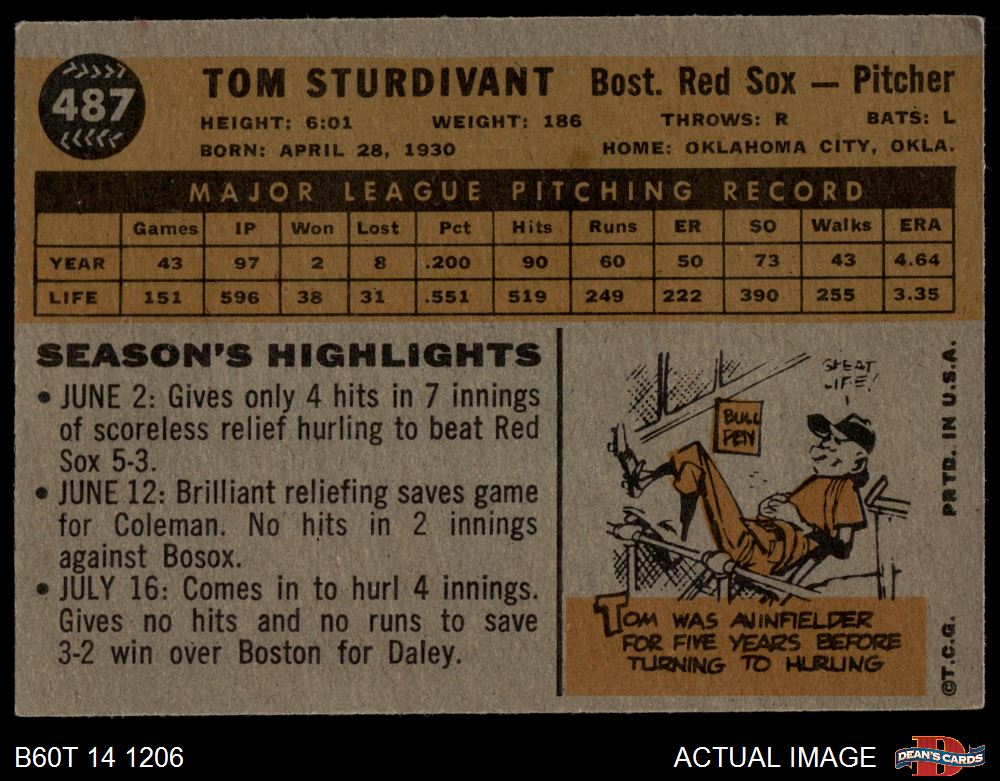 487
TOM STURDIVANT Bost. Red Sox — Pitcher
HEIGHT: 6:01 WEIGHT: 186 THROWS: R BATS: L
BORN: APRIL 28, 1930 HOME: OKLAHOMA CITY, OKLA.
MAJOR LEAGUE PITCHING RECORD
Games IP Won Lost Pct Hits Runs ER SO Walks ERA
YEAR 43 97 2 8 .200 90 60 50 73 43 4.64
LIFE 151 596 38 31 .551 519 249 222 390 255 3.35
SEASON'S HIGHLIGHTS
• JUNE 2: Gives only 4 hits in 7 innings
of scoreless relief hurling to beat Red
Sox 5-3.
• JUNE 12: Brilliant reliefing saves game
for Coleman. No hits in 2 innings
against Bosox.
• JULY 16: Comes in to hurl 4 innings.
Gives no hits and no runs to save
3-2 win over Boston for Daley.
GREAT
LIFE!
BULL
PEN
TOM WAS AN INFIELDER
FOR FIVE YEARS BEFORE
TURNING TO HURLING
©T.C.G. PRTD. IN U.S.A.
B60T 14 1206 ACTUAL IMAGE
DEAN'S CARDS